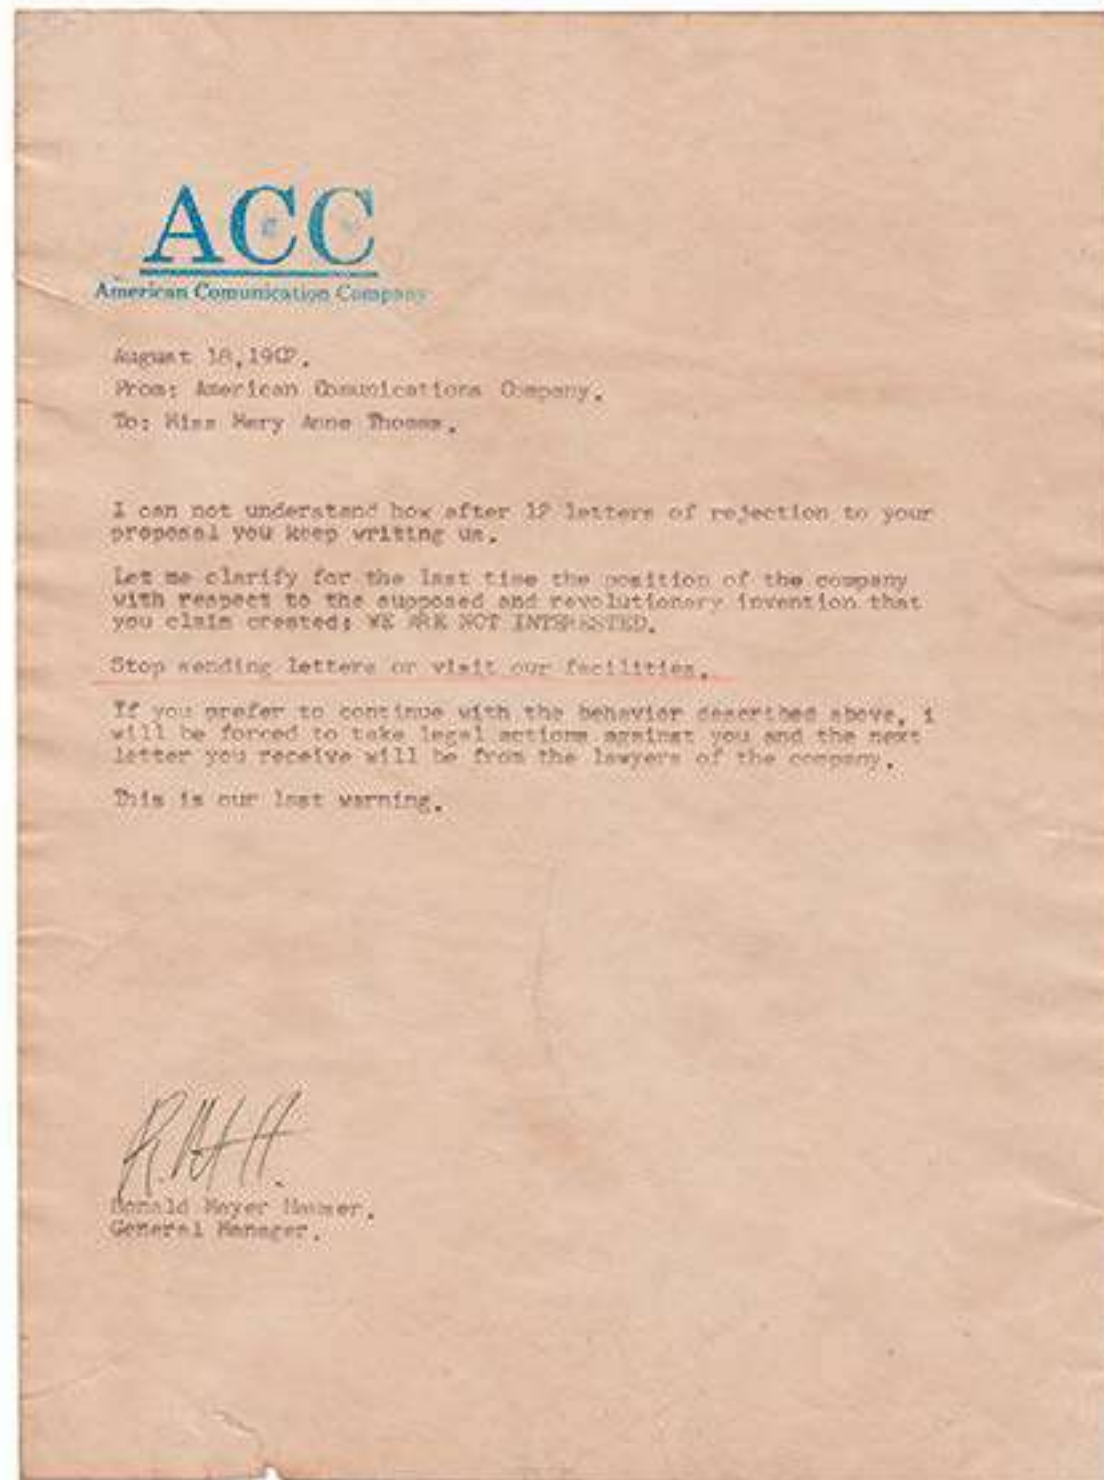 ACC
American Comunication Company
August 18,1902.
From: American Comunications Company.
To: Miss Mary Anne Thomas.
I can not understand how after 12 letters of rejection to your
proposal you keep writing us.
Let me clarify for the last time the position of the company
with respect to the supposed and revolutionary invention that
you claim created: WE ARE NOT INTERESTED.
Stop sending letters or visit our facilities.
If you prefer to continue with the behavior described above, i
will be forced to take legal actions against you and the next
letter you receive will be from the lawyers of the company.
This is our last warning.
Meyer
General Manager.